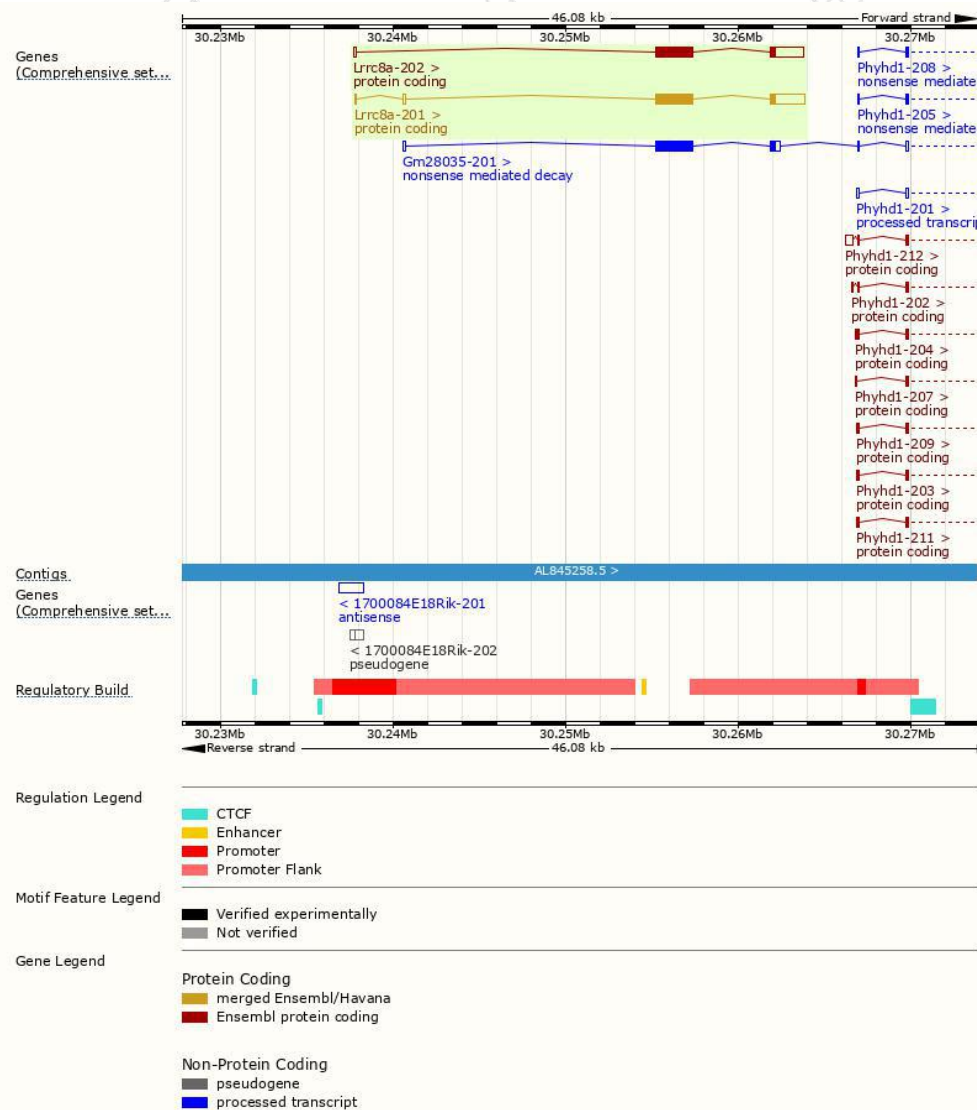 46.08 kb Forward strand
30.23Mb 30.24Mb 30.25Mb 30.26Mb 30.27Mb
Genes
(Comprehensive set...
Lrrc8a-202 >
protein coding
Phyhd1-208 >
nonsense mediate
Lrrc8a-201 >
protein coding
Phyhd1-205 >
nonsense mediate
Gm28035-201 >
nonsense mediated decay
Phyhd1-201 >
processed transcrip
Phyhd1-212 >
protein coding
Phyhd1-202 >
protein coding
Phyhd1-204 >
protein coding
Phyhd1-207 >
protein coding
Phyhd1-209 >
protein coding
Phyhd1-203 >
protein coding
Phyhd1-211 >
protein coding
Contigs
AL845258.5 >
Genes
(Comprehensive set...
< 1700084E18Rik-201
antisense
< 1700084E18Rik-202
pseudogene
Regulatory Build
30.23Mb 30.24Mb 30.25Mb 30.26Mb 30.27Mb
Reverse strand 46.08 kb
Regulation Legend
CTCF
Enhancer
Promoter
Promoter Flank
Motif Feature Legend
Verified experimentally
Not verified
Gene Legend
Protein Coding
merged Ensembl/Havana
Ensembl protein coding
Non-Protein Coding
pseudogene
processed transcript